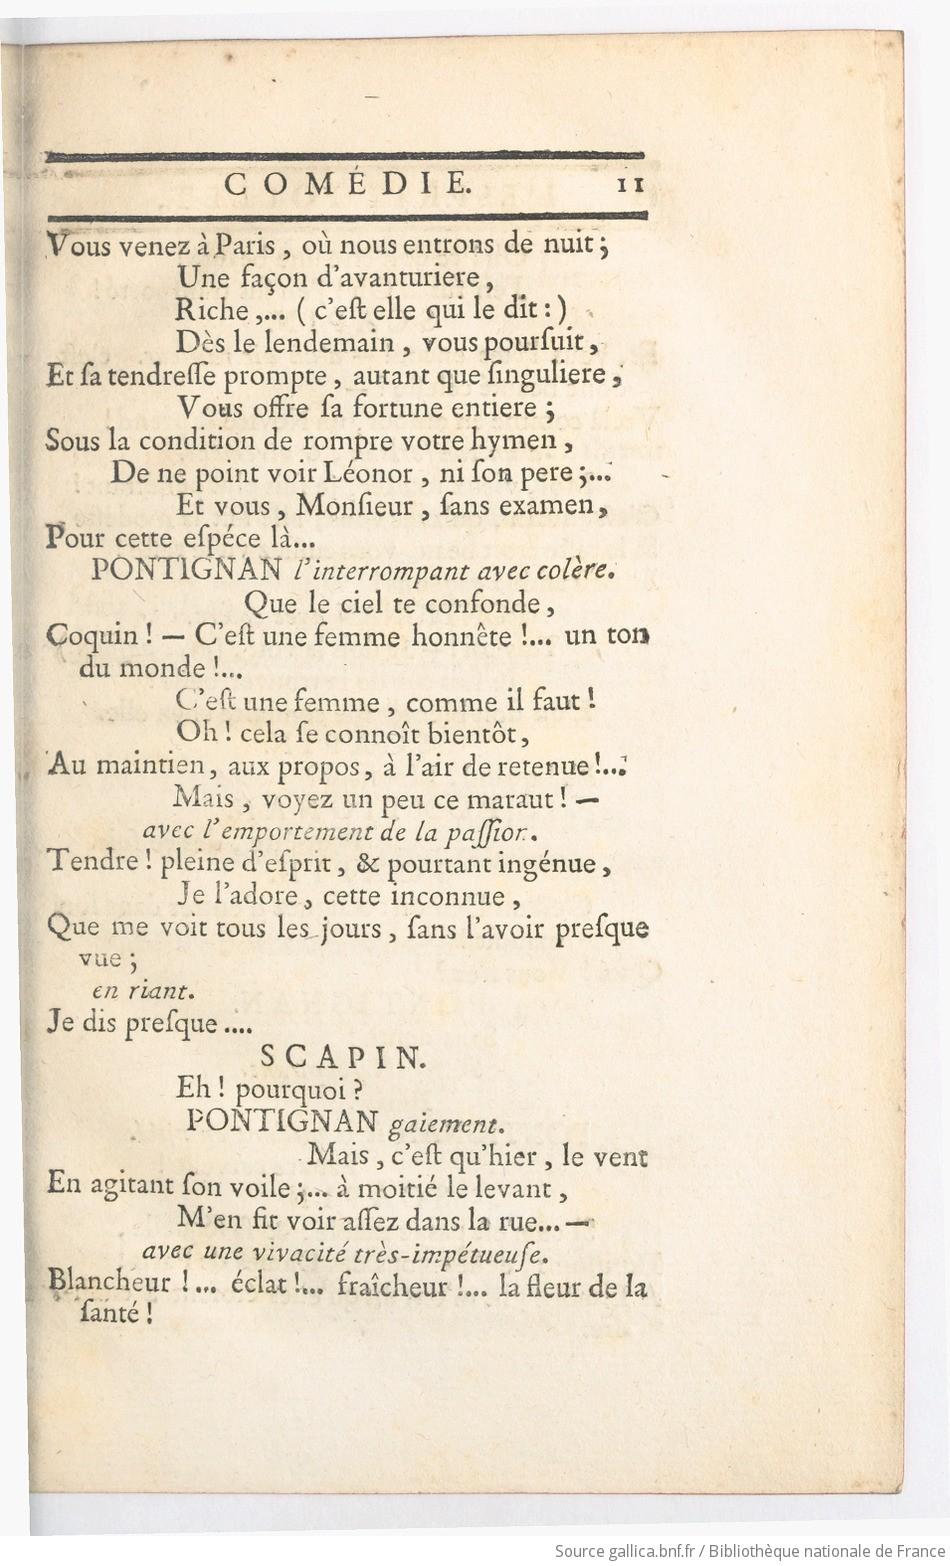 COMÉDIE. 11
Vous venez à Paris, où nous entrons de nuit;
Une façon d'avanturiere,
Riche,... (c'eſt elle qui le dit:)
Dès le lendemain, vous pourſuit,
Et ſa tendreſſe prompte, autant que ſinguliere,
Vous offre ſa fortune entiere;
Sous la condition de rompre votre hymen,
De ne point voir Léonor, ni ſon pere;...
Et vous, Monſieur, ſans examen,
Pour cette eſpéce là...
PONTIGNAN l'interrompant avec colère.
Que le ciel te confonde,
Coquin! — C'eſt une femme honnête!... un ton
du monde!...
C'eſt une femme, comme il faut!
Oh! cela ſe connoît bientôt,
Au maintien, aux propos, à l'air de retenue!...
Mais, voyez un peu ce maraut! —
avec l'emportement de la paſſion.
Tendre! pleine d'eſprit, & pourtant ingénue,
Je l'adore, cette inconnue,
Que me voit tous les jours, ſans l'avoir preſque
vue;
en riant.
Je dis preſque....
SCAPIN.
Eh! pourquoi?
PONTIGNAN gaiement.
Mais, c'eſt qu'hier, le vent
En agitant ſon voile;... à moitié le levant,
M'en fit voir aſſez dans la rue... —
avec une vivacité très-impétueuſe.
Blancheur!... éclat!... fraîcheur!... la fleur de la
ſanté!
Source gallica.bnf.fr / Bibliothèque nationale de France